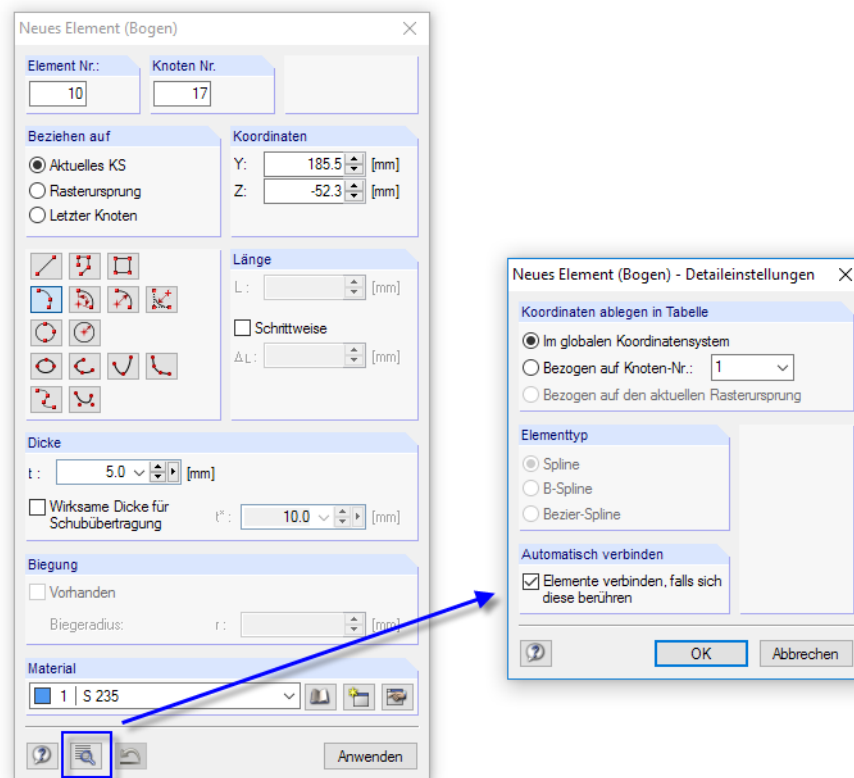 Neues Element (Bogen)
Element Nr.:
Knoten Nr.
10
17
Beziehen auf
Koordinaten
Aktuelles KS
Y: 185.5 [mm]
Rasterursprung
Z: -52.3 [mm]
Letzter Knoten
Länge
L : [mm]
Schrittweise
ΔL: [mm]
Dicke
t : 5.0 [mm]
Wirksame Dicke für
Schubübertragung
t* : 10.0 [mm]
Biegung
Vorhanden
Biegeradius: r : [mm]
Material
1 S 235
Anwenden
Neues Element (Bogen) - Detaileinstellungen
Koordinaten ablegen in Tabelle
Im globalen Koordinatensystem
Bezogen auf Knoten-Nr.: 1
Bezogen auf den aktuellen Rasterursprung
Elementtyp
Spline
B-Spline
Bezier-Spline
Automatisch verbinden
Elemente verbinden, falls sich
diese berühren
OK
Abbrechen